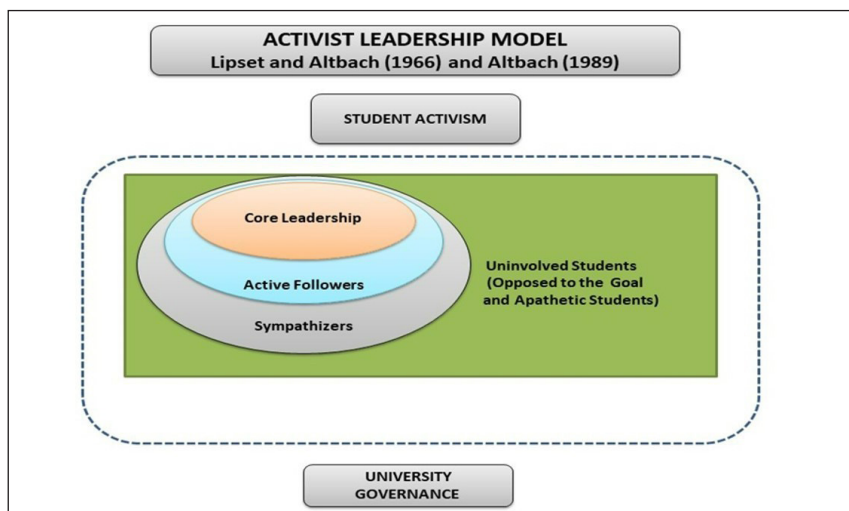 ACTIVIST LEADERSHIP MODEL
Lipset and Altbach (1966) and Altbach (1989)
STUDENT ACTIVISM
Core Leadership
Active Followers
Sympathizers
Uninvolved Students
(Opposed to the Goal
and Apathetic Students)
UNIVERSITY
GOVERNANCE